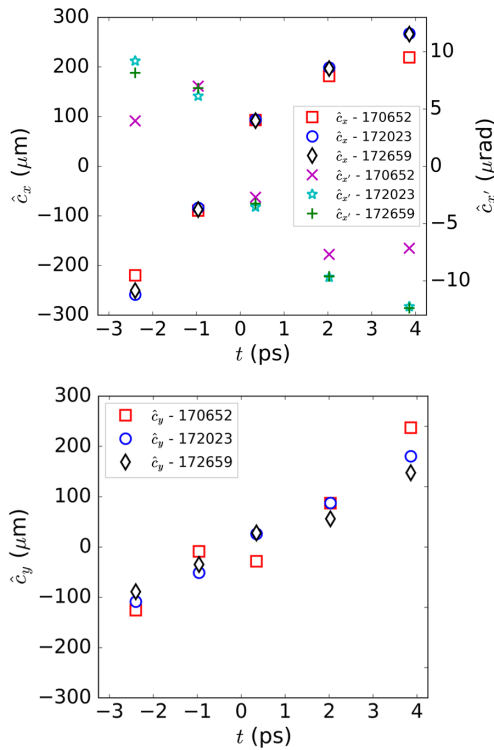 300
200
100
0
−100
−200
−300
ĉx (μm)
10
5
0
−5
−10
ĉx′ (μrad)
ĉx - 170652
ĉx - 172023
ĉx - 172659
ĉx′ - 170652
ĉx′ - 172023
ĉx′ - 172659
−3 −2 −1 0 1 2 3 4
t (ps)
300
200
100
0
−100
−200
−300
ĉy (μm)
ĉy - 170652
ĉy - 172023
ĉy - 172659
−3 −2 −1 0 1 2 3 4
t (ps)